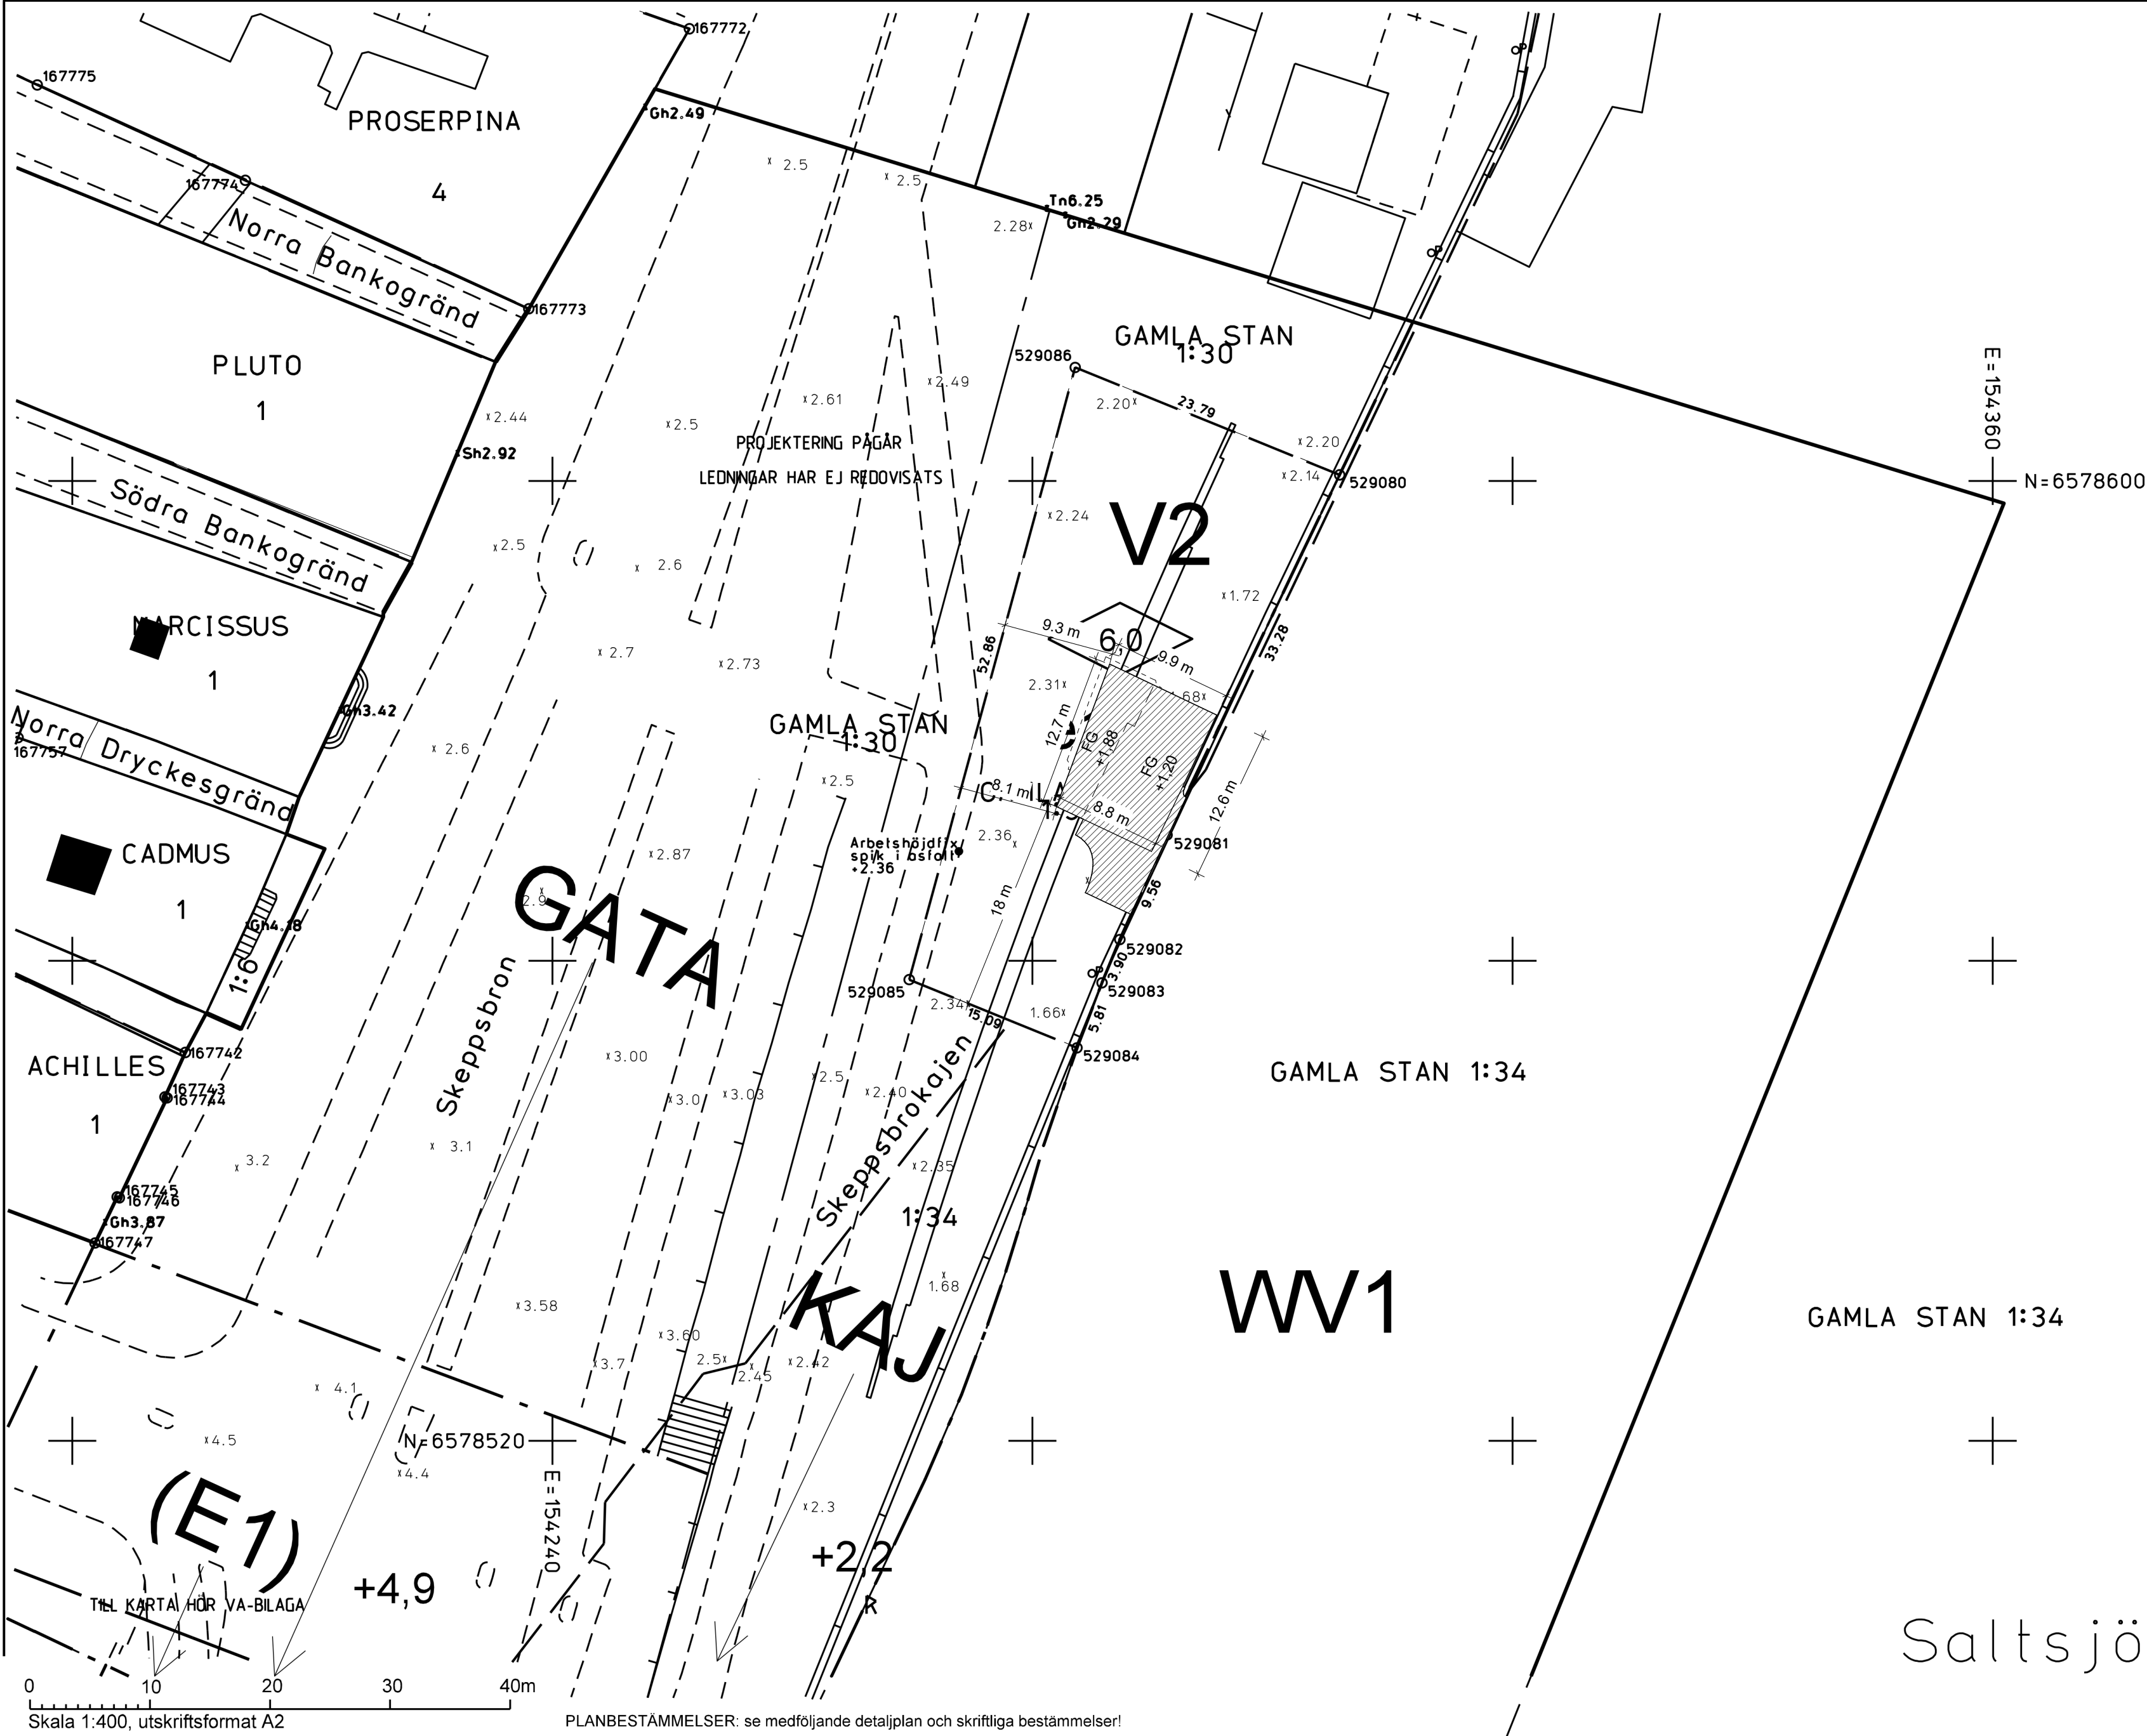 167772
167775
Gh2.49
PROSERPINA
4
2.5
2.5
167774
Norra Bankogränd
Tn6.25
2.28
Gh2.29
167773
GAMLA STAN
1:30
529086
E=154360
PLUTO
1
2.49
2.61
2.20
23.79
2.44
2.5
PROJEKTERING PÅGÅR
2.20
Sh2.92
LEDNINGAR HAR EJ REDOVISATS
2.14
529080
N=6578600
Södra Bankogränd
2.24
V2
2.5
2.6
1.72
NARCISSUS
1
9.3 m
6,0
9.9 m
33.28
52.86
2.7
2.73
2.31
.68
Gh3.42
GAMLA STAN
1:30
12.7 m
FG
+1,88
Norra Dryckesgränd
167757
2.6
FG
+1,20
2.5
8.1 m
8.8 m
12.6 m
2.36
529081
CADMUS
1
2.87
Arbetshöjdfix
spik i asfalt
+2.36
GATA
2.9
18 m
9.56
Gh4.18
1:6
529082
3.90
529083
529085
2.34
15.09
1.66
5.81
529084
Skeppsbron
Skeppsbrokajen
167742
ACHILLES
1
167743
167744
3.00
2.5
3.0
3.03
2.40
GAMLA STAN 1:34
3.2
3.1
2.35
167745
167746
Gh3.87
167747
1:34
1.68
WV1
KAJ
3.58
GAMLA STAN 1:34
3.60
3.7
2.5
2.45
2.42
4.1
4.5
N=6578520
4.4
E=154240
2.3
(E1)
+4,9
+2,2
R
TILL KARTA HÖR VA-BILAGA
Saltsjö
0 10 20 30 40m
Skala 1:400, utskriftsformat A2
PLANBESTÄMMELSER: se medföljande detaljplan och skriftliga bestämmelser!